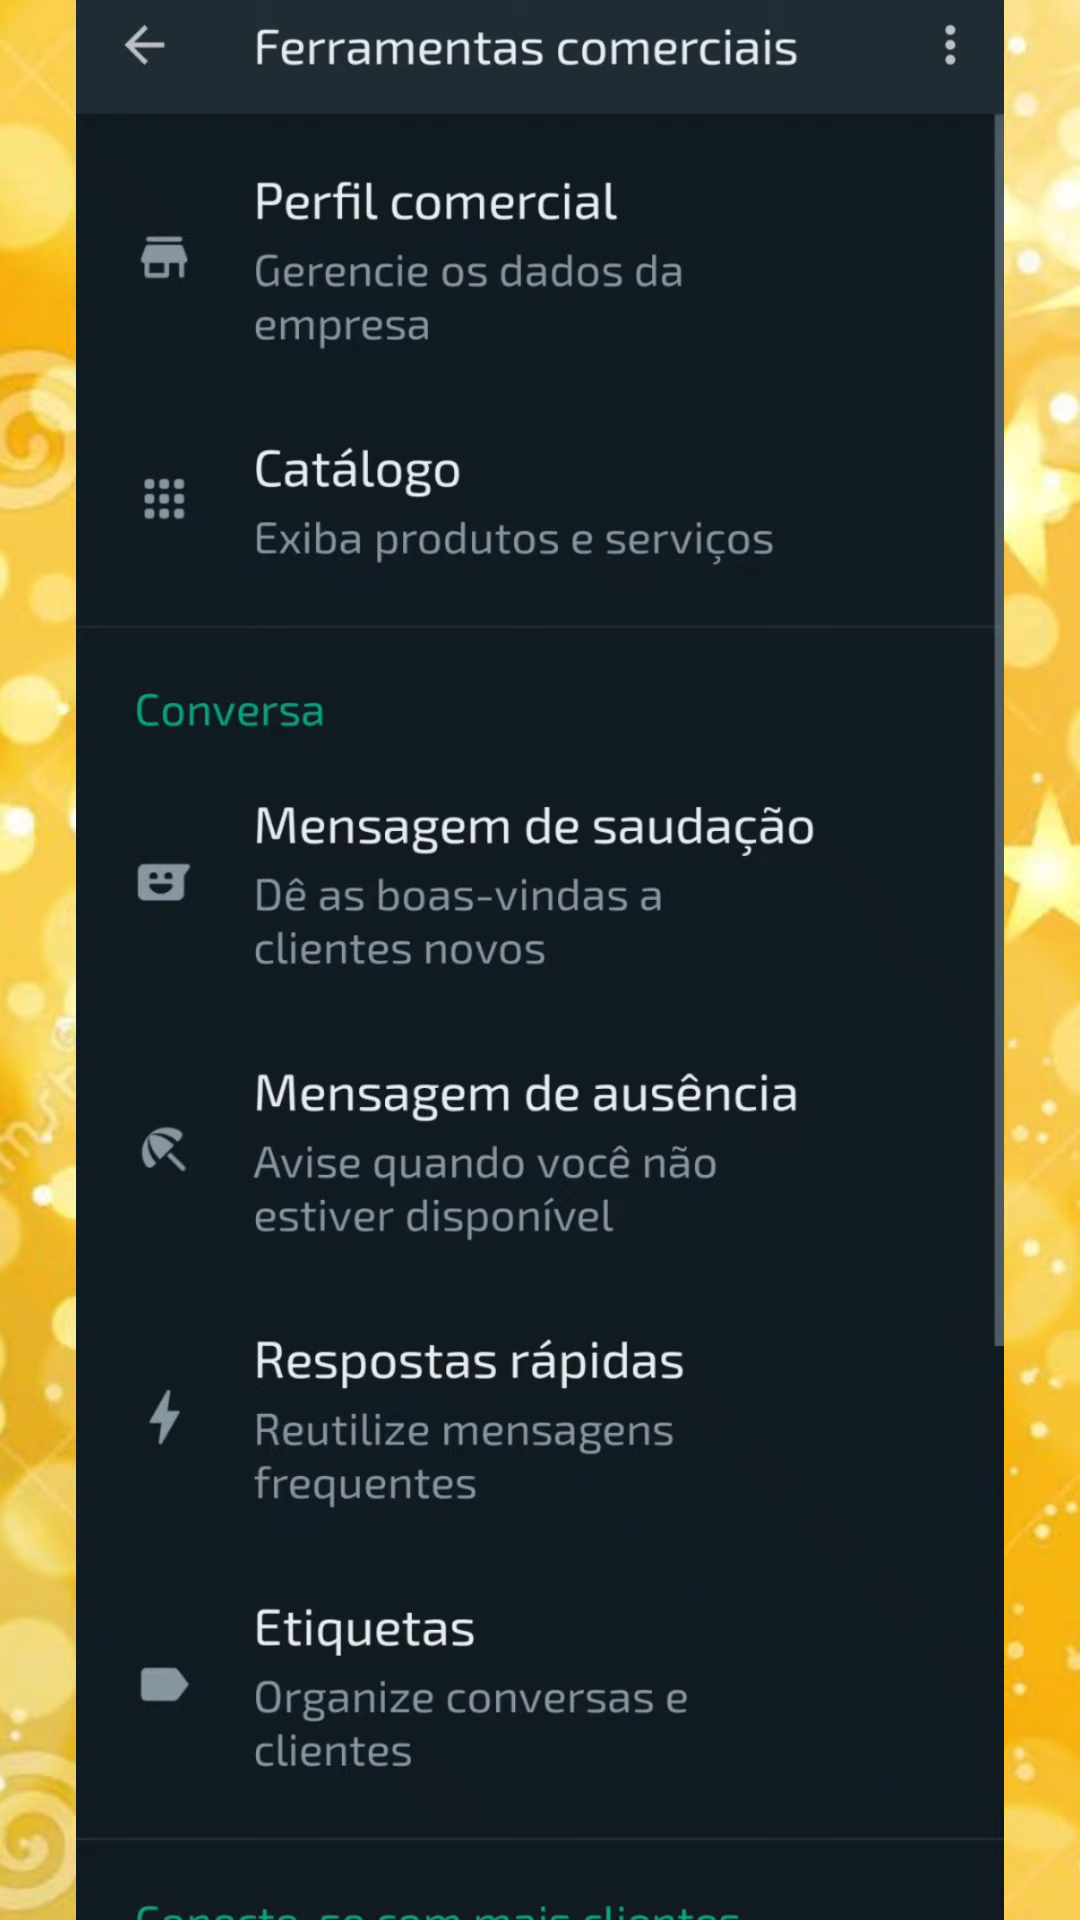 Ferramentas comerciais
Perfil comercial
Gerencie os dados da
empresa
Catálogo
Exiba produtos e serviços
Conversa
Mensagem de saudação
Dê as boas-vindas a
clientes novos
Mensagem de ausência
Avise quando você não
estiver disponível
Respostas rápidas
Reutilize mensagens
frequentes
Etiquetas
Organize conversas e
clientes
Conecte-se com mais clientes